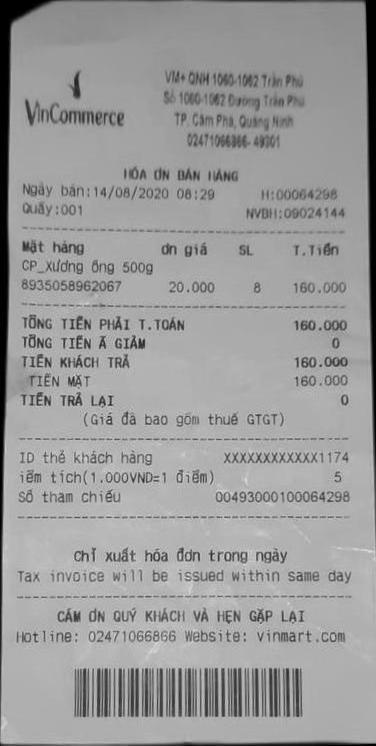 VinCommerce
VM+ QNH 1060-1062 Trần Phú
Số 1060-1062 Đường Trần Phú
TP. Cẩm Phả, Quảng Ninh
02471066866-49301
HÓA ƠN BÁN HÀNG
Ngày bán:14/08/2020 08:29 H:00064298
Quầy:001 NVBH:09024144
Mặt hàng ơn giá SL T.Tiền
CP_Xương ống 500g
8935058962067 20.000 8 160.000
TỔNG TIỀN PHẢI T.TOÁN 160.000
TỔNG TIỀN Ã GIẢM 0
TIỀN KHÁCH TRẢ 160.000
TIỀN MẶT 160.000
TIỀN TRẢ LẠI 0
(Giá đã bao gồm thuế GTGT)
ID thẻ khách hàng XXXXXXXXXXXX1174
iểm tích(1.000VND=1 điểm) 5
Số tham chiếu 00493000100064298
Chỉ xuất hóa đơn trong ngày
Tax invoice will be issued within same day
CÁM ƠN QUÝ KHÁCH VÀ HẸN GẶP LẠI
Hotline: 02471066866 Website: vinmart.com